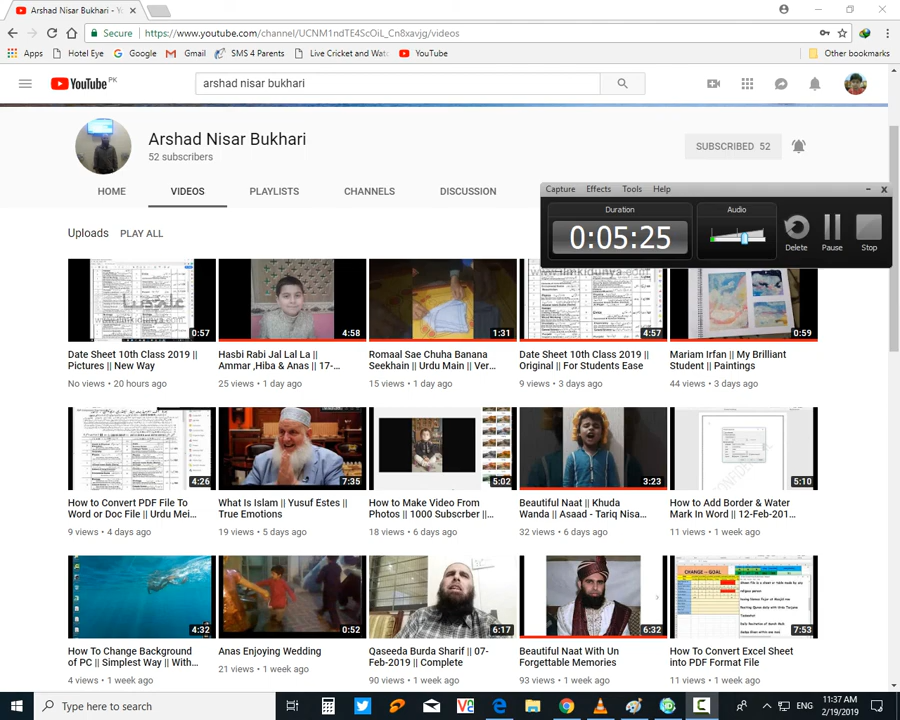 Arshad Nisar Bukhari - Yo
Secure | https://www.youtube.com/channel/UCNM1ndTE4ScOiL_Cn8xavjg/videos
Apps Hotel Eye Google Gmail SMS 4 Parents Live Cricket and Wat YouTube Other bookmarks
YouTube PK
arshad nisar bukhari
Arshad Nisar Bukhari
52 subscribers
SUBSCRIBED 52
HOME VIDEOS PLAYLISTS CHANNELS DISCUSSION
Capture Effects Tools Help
Duration
Audio
0:05:25
Delete Pause Stop
Uploads PLAY ALL
0:57
4:58
1:31
www.ilmkidunya.com
4:57
0:59
Date Sheet 10th Class 2019 ||
Pictures || New Way
No views • 20 hours ago
Hasbi Rabi Jal Lal La ||
Ammar ,Hiba & Anas || 17-...
25 views • 1 day ago
Romaal Sae Chuha Banana
Seekhain || Urdu Main || Ver...
15 views • 1 day ago
Date Sheet 10th Class 2019 ||
Original || For Students Ease
9 views • 3 days ago
Mariam Irfan || My Brilliant
Student || Paintings
44 views • 3 days ago
4:26
7:35
5:02
3:23
5:10
How to Convert PDF File To
Word or Doc File || Urdu Mei...
9 views • 4 days ago
What Is Islam || Yusuf Estes ||
True Emotions
19 views • 5 days ago
How to Make Video From
Photos || 1000 Subscrber ||...
18 views • 6 days ago
Beautiful Naat || Khuda
Wanda || Asaad - Tariq Nisa...
32 views • 6 days ago
How to Add Border & Water
Mark In Word || 12-Feb-201...
11 views • 1 week ago
4:32
0:52
6:17
6:32
CHANGE -- GOAL
7:53
How To Change Background
of PC || Simplest Way || With...
4 views • 1 week ago
Anas Enjoying Wedding
21 views • 1 week ago
Qaseeda Burda Sharif || 07-
Feb-2019 || Complete
90 views • 1 week ago
Beautiful Naat With Un
Forgettable Memories
93 views • 1 week ago
How To Convert Excel Sheet
into PDF Format File
11 views • 1 week ago
Type here to search
ENG
11:37 AM
2/19/2019